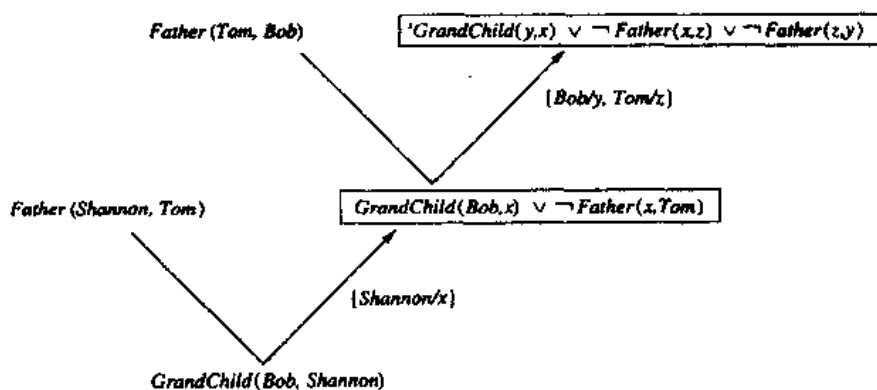 Father (Tom, Bob)
'GrandChild(y,x) ∨ ¬ Father(x,z) ∨ ¬ Father(z,y)
{Bob/y, Tom/z}
Father (Shannon, Tom)
GrandChild(Bob,x) ∨ ¬ Father(x,Tom)
{Shannon/x}
GrandChild(Bob, Shannon)